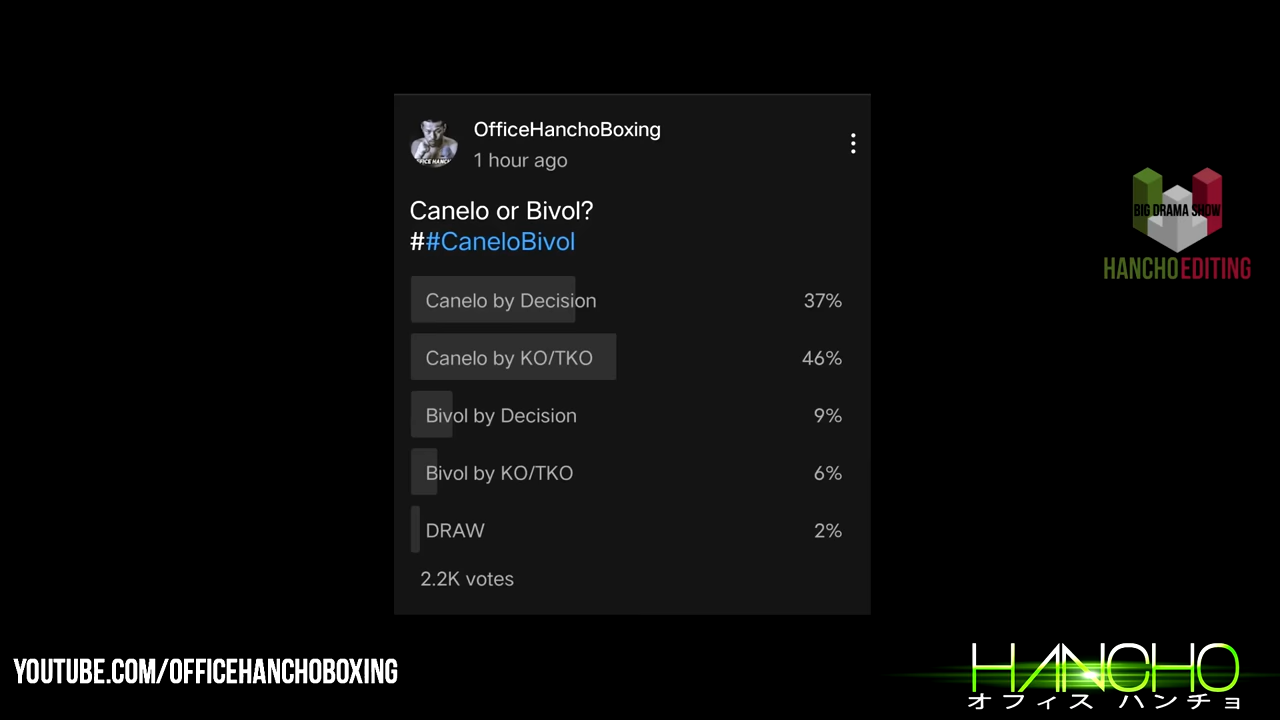 OfficeHanchoBoxing
1 hour ago
Canelo or Bivol?
##CaneloBivol
Canelo by Decision 37%
Canelo by KO/TKO 46%
Bivol by Decision 9%
Bivol by KO/TKO 6%
DRAW 2%
2.2K votes
BIG DRAMA SHOW
HANCHOEDITING
YOUTUBE.COM/OFFICEHANCHOBOXING
HANCHO
オフィス ハンチョ